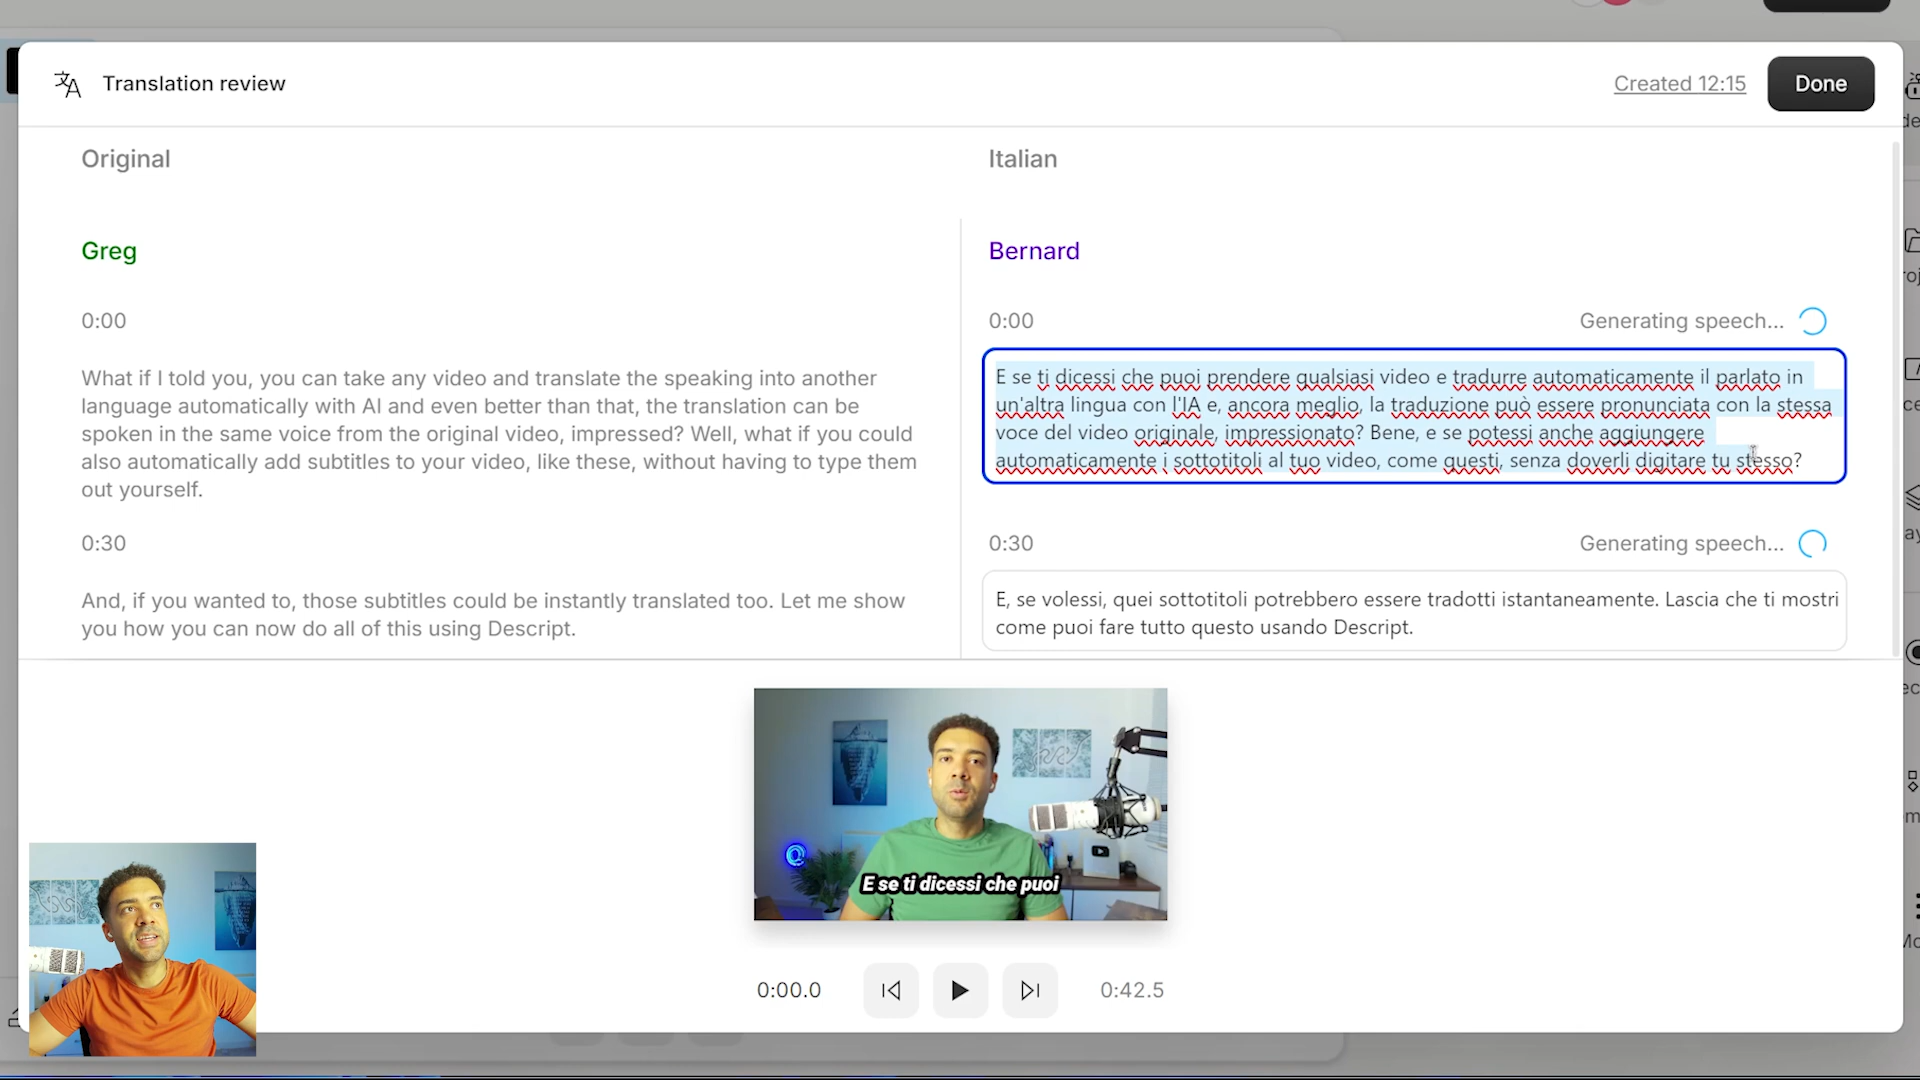 Translation review
Created 12:15
Done
Original
Italian
Greg
Bernard
0:00
0:00
Generating speech...
What if I told you, you can take any video and translate the speaking into another
language automatically with AI and even better than that, the translation can be
spoken in the same voice from the original video, impressed? Well, what if you could
also automatically add subtitles to your video, like these, without having to type them
out yourself.
E se ti dicessi che puoi prendere qualsiasi video e tradurre automaticamente il parlato in
un'altra lingua con l'IA e, ancora meglio, la traduzione può essere pronunciata con la stessa
voce del video originale, impressionato? Bene, e se potessi anche aggiungere
automaticamente i sottotitoli al tuo video, come questi, senza doverli digitare tu stesso?
0:30
0:30
Generating speech...
And, if you wanted to, those subtitles could be instantly translated too. Let me show
you how you can now do all of this using Descript.
E, se volessi, quei sottotitoli potrebbero essere tradotti istantaneamente. Lascia che ti mostri
come puoi fare tutto questo usando Descript.
E se ti dicessi che puoi
0:00.0
0:42.5